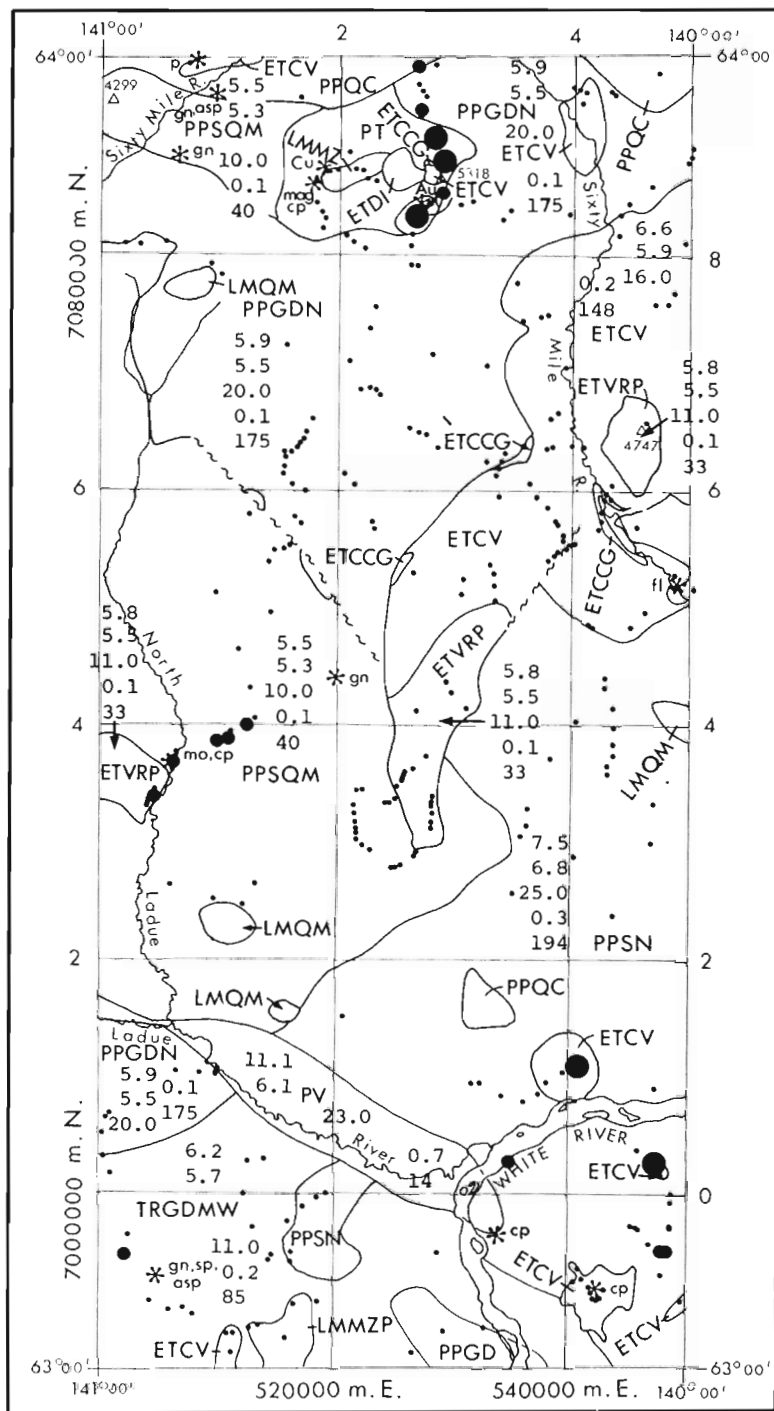 141°00' 2 4 140°00'
64°00' 64°00'
4299
p
ETCV
PPQC
5.9
5.5
5.5
gn asp 5.3
Sixty Mile R.
PPSQM
gn 10.0
0.1
40
LMMZP
Cu
mag
cp
ETCCG
PT
ETDI
PPGDN
20.0
ETCV
5318
ETCV
Au
0.1
175
PPQC
Sixty
6.6
5.9
16.0
0.2
148
8
ETCV
7080000 m. N.
LMQM
PPGDN
5.9
5.5
20.0
0.1
175
Mile
ETVRP
5.8
5.5
11.0
4747
0.1
33
ETCCG
6 6
R.
ETCV
ETCCG
ETCCG
fl
5.8
5.5
11.0
0.1
33
North
5.5
5.3
gn
10.0
0.1
40
ETVRP
5.8
5.5
11.0
0.1
33
4 4
LMQM
ETVRP
mo,cp
PPSQM
7.5
6.8
25.0
0.3
194
PPSN
LMQM
Ladue
2 2
LMQM
PPQC
Ladue
PPGDN
5.9
0.1
5.5
175
20.0
11.1
6.1
PV
23.0
River
0.7
14
ETCV
WHITE RIVER
ETCV
6.2
5.7
7000000 m. N.
0
TRGDMW
11.0
gn,sp,
asp
0.2
85
PPSN
cp
ETCV
cp
ETCV
ETCV
LMMZP
PPGD
63°00' 63°00'
141°00' 520000 m. E. 540000 m. E. 140°00'